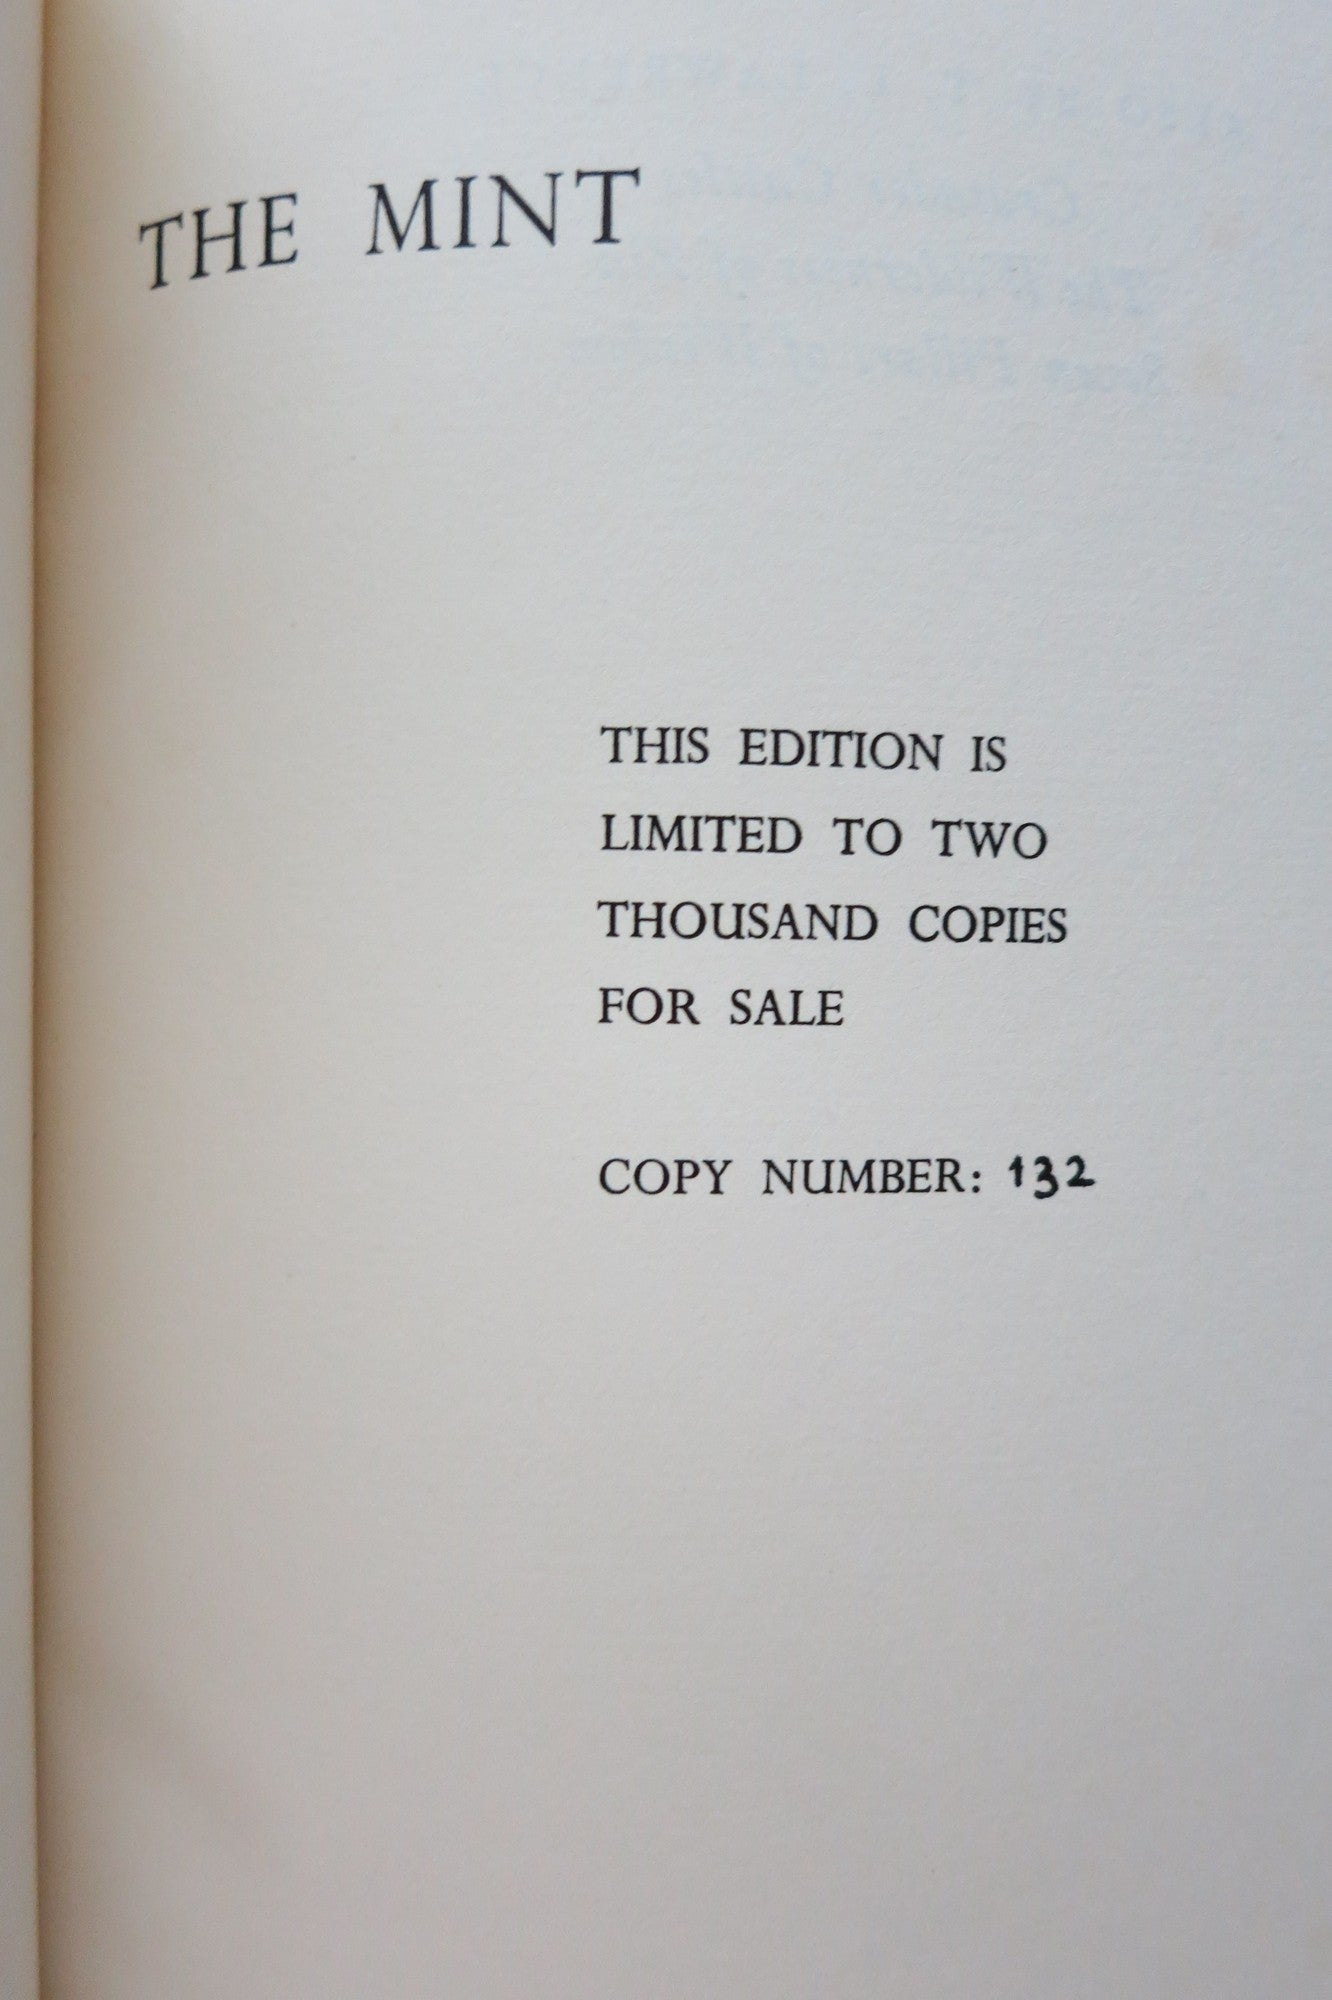 THE MINT
THIS EDITION IS
LIMITED TO TWO
THOUSAND COPIES
FOR SALE
COPY NUMBER: 132